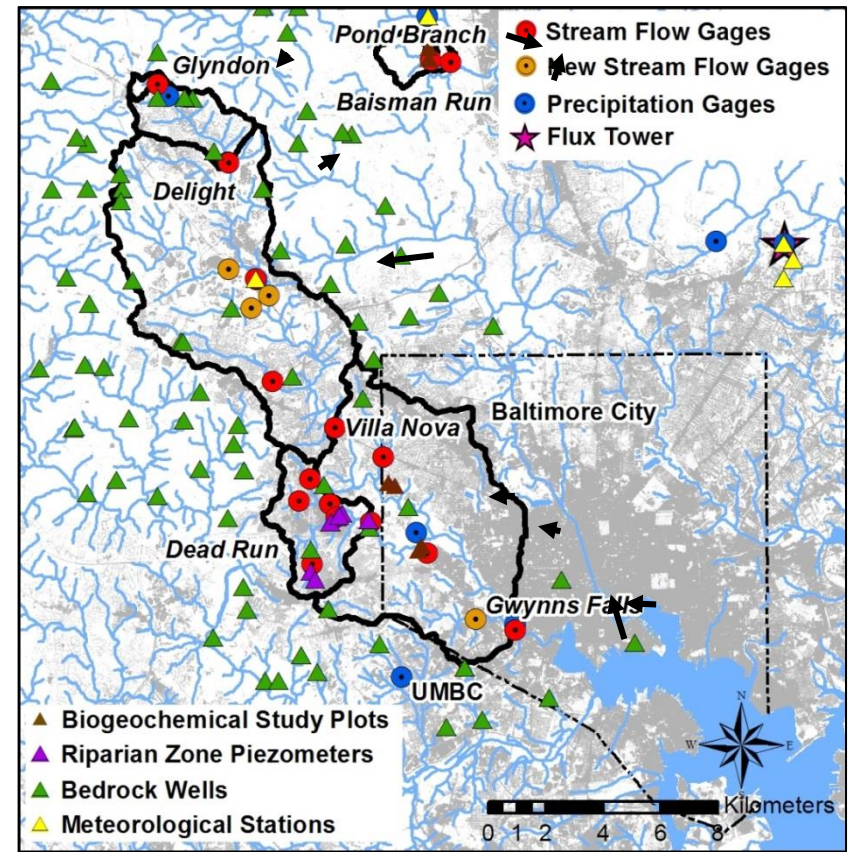 Pond Branch
Stream Flow Gages
Glyndon
New Stream Flow Gages
Baisman Run
Precipitation Gages
Flux Tower
Delight
Baltimore City
Villa Nova
Dead Run
Gwynns Falls
UMBC
Biogeochemical Study Plots
Riparian Zone Piezometers
Bedrock Wells
Meteorological Stations
N
W E
S
Kilometers
0 1 2 4 6 8